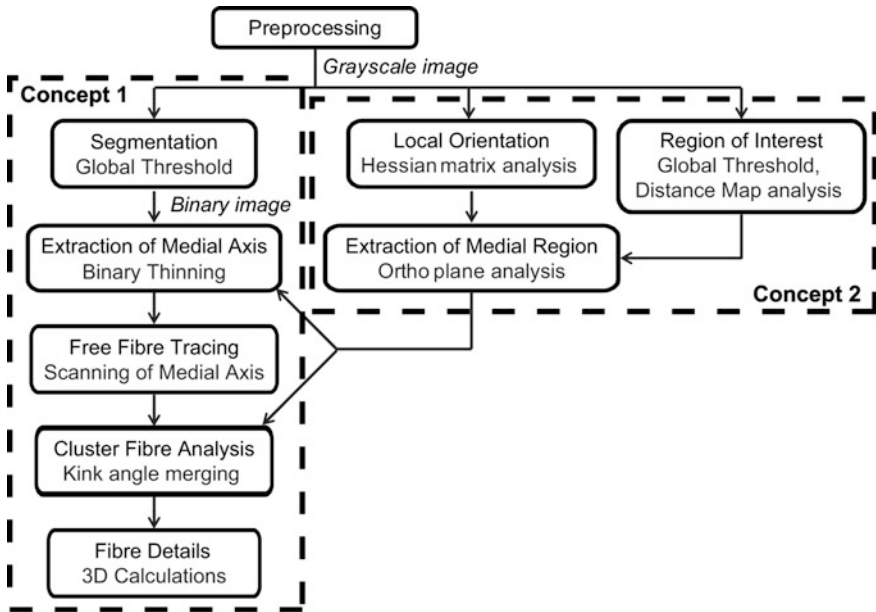 Preprocessing
Grayscale image
Concept 1
Segmentation
Global Threshold
Binary image
Extraction of Medial Axis
Binary Thinning
Free Fibre Tracing
Scanning of Medial Axis
Cluster Fibre Analysis
Kink angle merging
Fibre Details
3D Calculations
Local Orientation
Hessian matrix analysis
Region of Interest
Global Threshold,
Distance Map analysis
Extraction of Medial Region
Ortho plane analysis
Concept 2